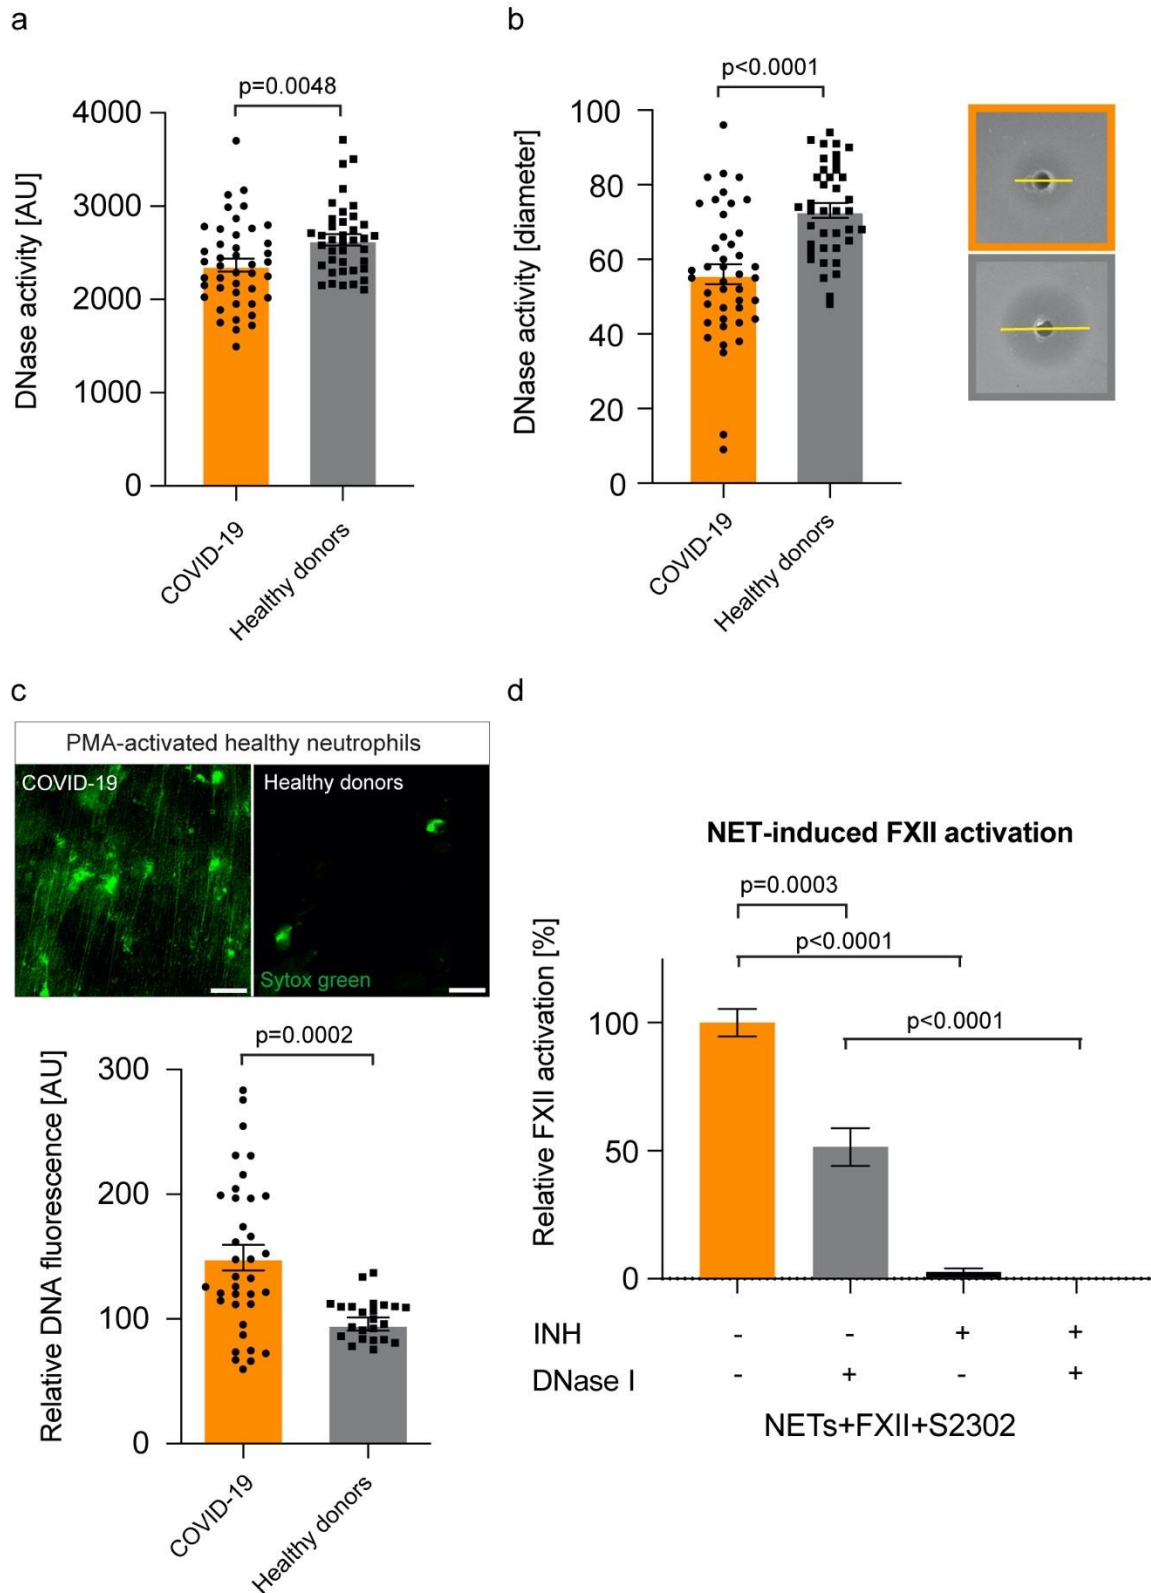 a
p=0.0048
DNase activity [AU]
4000
3000
2000
1000
0
COVID-19
Healthy donors
b
p<0.0001
DNase activity [diameter]
100
80
60
40
20
0
COVID-19
Healthy donors
c
PMA-activated healthy neutrophils
COVID-19
Healthy donors
Sytox green
p=0.0002
Relative DNA fluorescence [AU]
300
200
100
0
COVID-19
Healthy donors
d
NET-induced FXII activation
p=0.0003
p<0.0001
p<0.0001
Relative FXII activation [%]
100
50
0
INH - - + +
DNase I - + - +
NETs+FXII+S2302